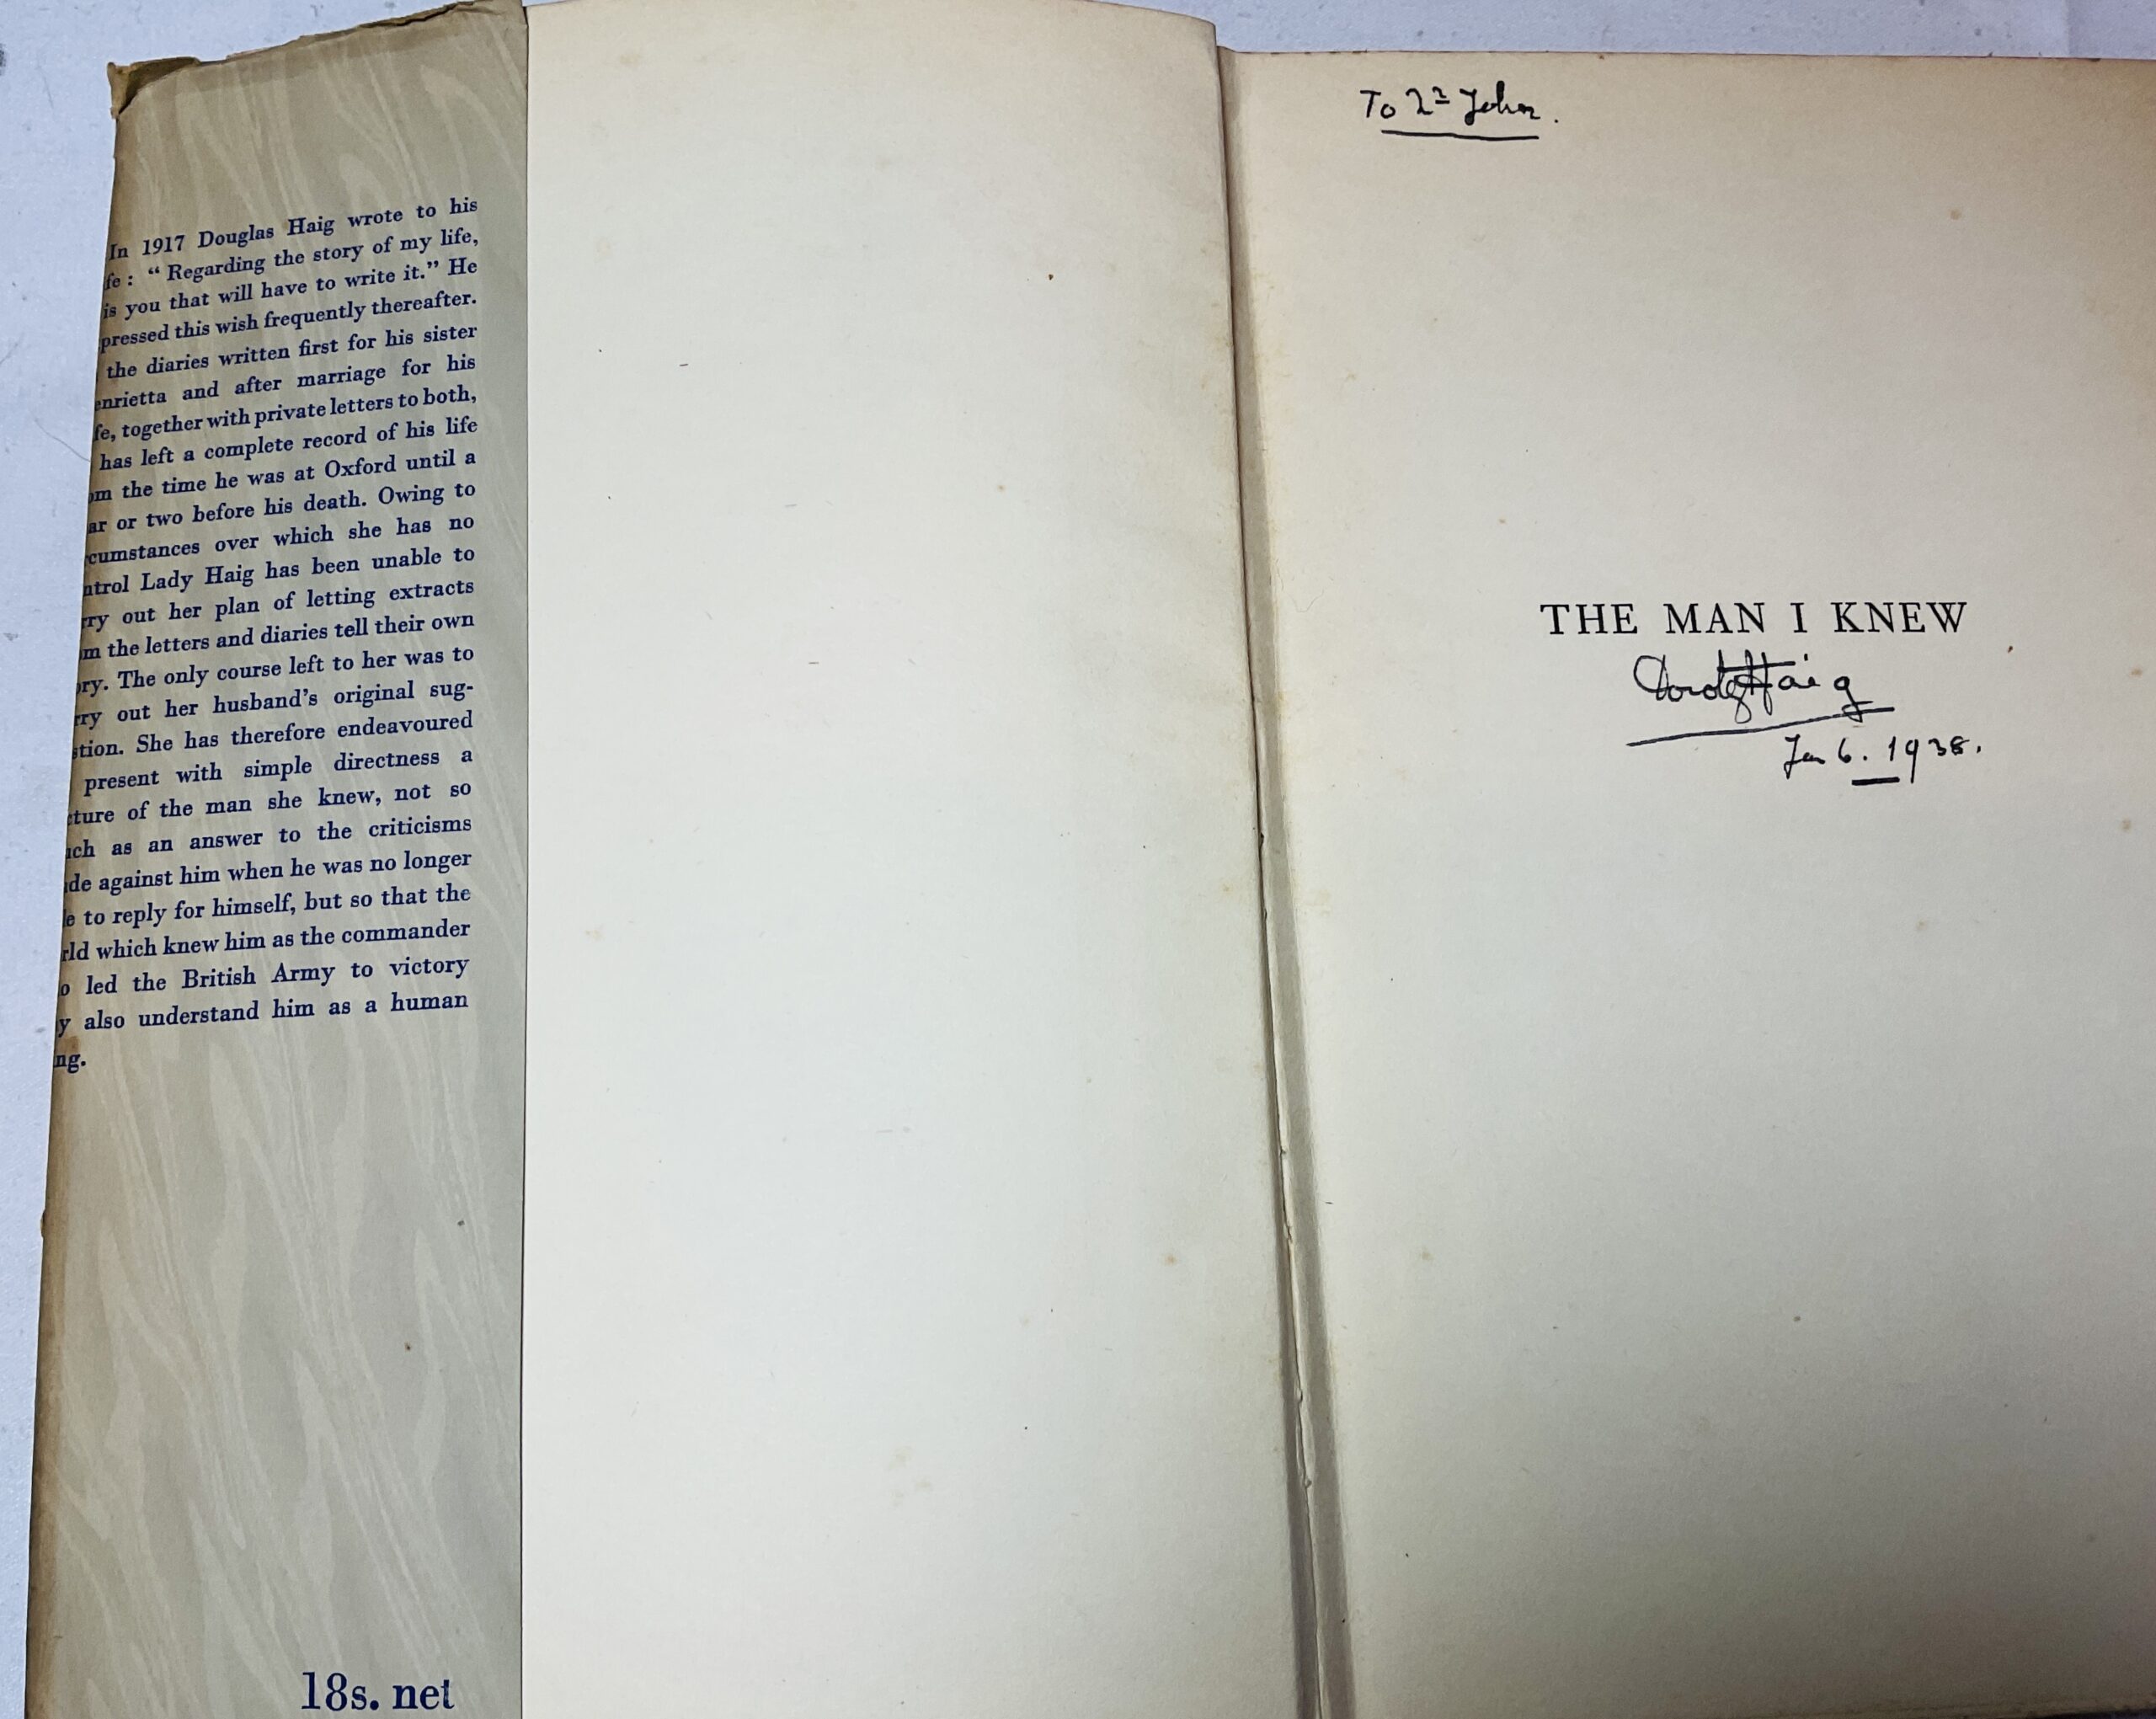 In 1917 Douglas Haig wrote to his
fe : “ Regarding the story of my life,
is you that will have to write it.” He
pressed this wish frequently thereafter.
the diaries written first for his sister
enrietta and after marriage for his
fe, together with private letters to both,
has left a complete record of his life
om the time he was at Oxford until a
ar or two before his death. Owing to
cumstances over which she has no
ntrol Lady Haig has been unable to
rry out her plan of letting extracts
m the letters and diaries tell their own
ory. The only course left to her was to
rry out her husband’s original sug-
stion. She has therefore endeavoured
present with simple directness a
cture of the man she knew, not so
uch as an answer to the criticisms
de against him when he was no longer
e to reply for himself, but so that the
rld which knew him as the commander
o led the British Army to victory
y also understand him as a human
ng.
18s. net
To John.
THE MAN I KNEW
Haig
Jan 6. 1938.